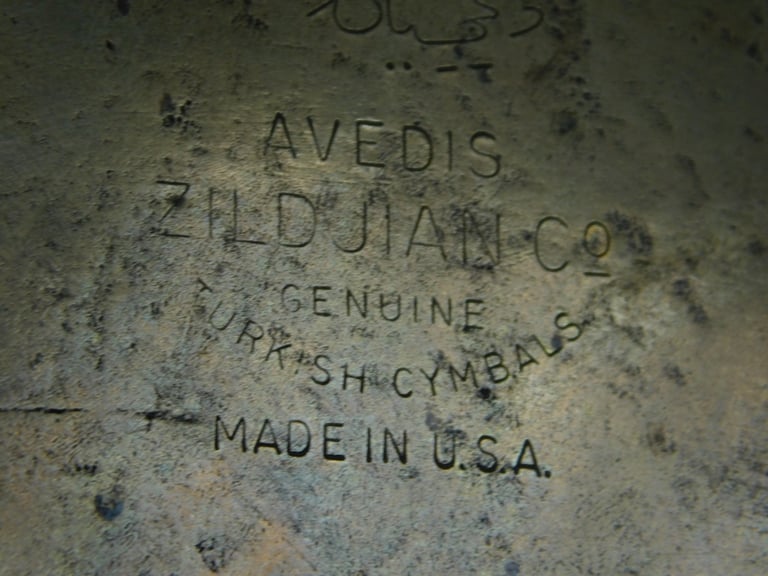 AVEDIS
ZILDJIAN Cº
GENUINE
TURKISH CYMBALS
MADE IN U.S.A.